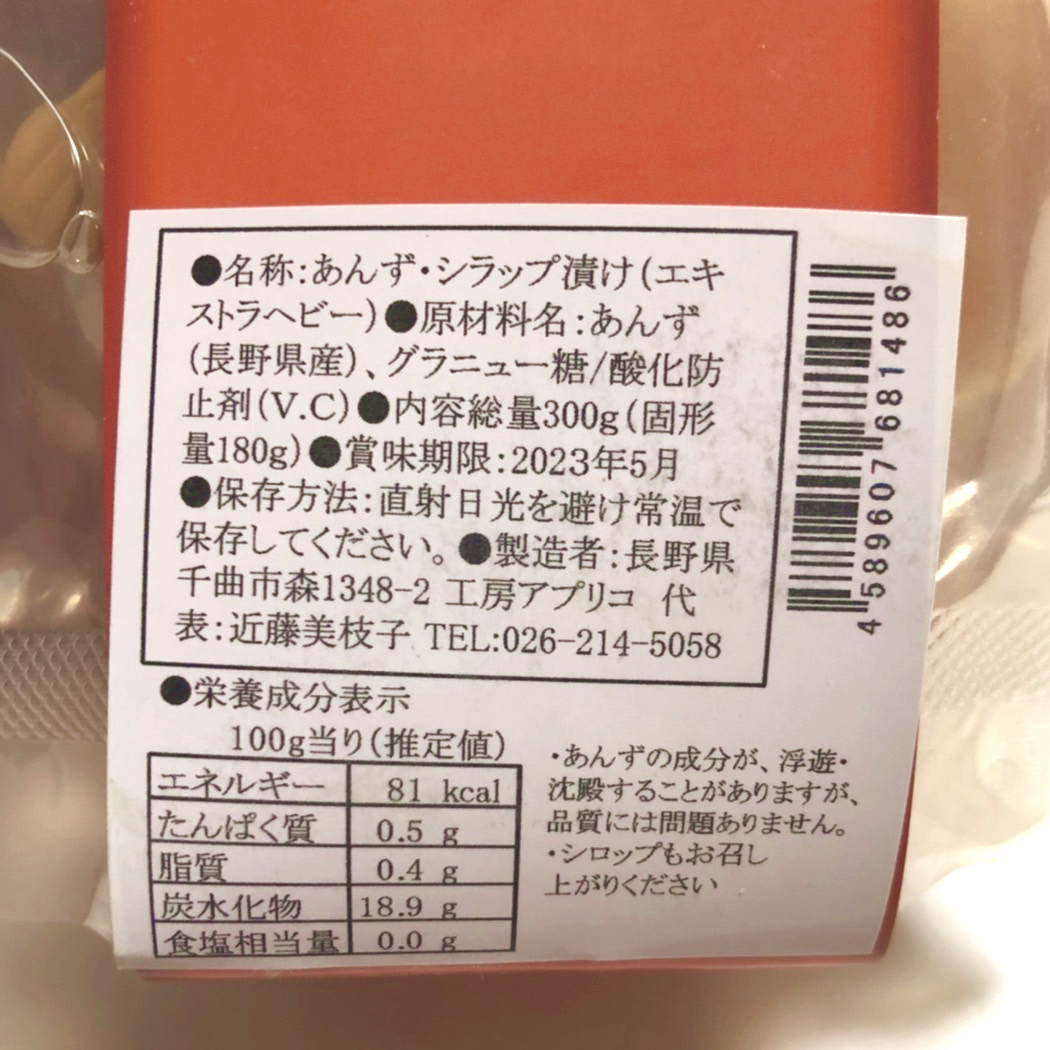 ●名称:あんず・シラップ漬け(エキ
ストラヘビー)●原材料名:あんず
(長野県産)、グラニュー糖/酸化防
止剤(V.C)●内容総量300g(固形
量180g)●賞味期限:2023年5月
●保存方法:直射日光を避け常温で
保存してください。●製造者:長野県
千曲市森1348-2 工房アプリコ 代
表:近藤美枝子 TEL:026-214-5058
4589607681486
●栄養成分表示
100g当り(推定値)
エネルギー 81 kcal
たんぱく質 0.5 g
脂質 0.4 g
炭水化物 18.9 g
食塩相当量 0.0 g
・あんずの成分が、浮遊・
沈殿することがありますが、
品質には問題ありません。
・シロップもお召し
上がりください